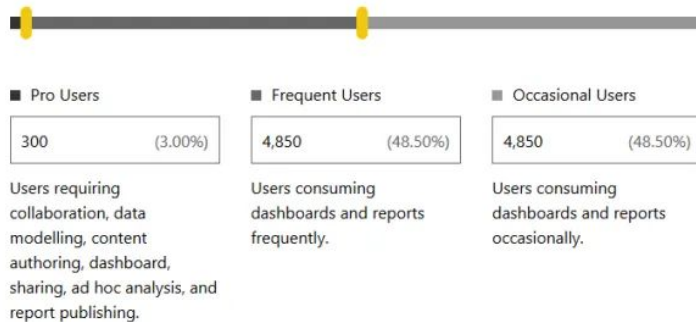 Pro Users
Frequent Users
Occasional Users
300 (3.00%)
4,850 (48.50%)
4,850 (48.50%)
Users requiring
collaboration, data
modelling, content
authoring, dashboard,
sharing, ad hoc analysis, and
report publishing.
Users consuming
dashboards and reports
frequently.
Users consuming
dashboards and reports
occasionally.